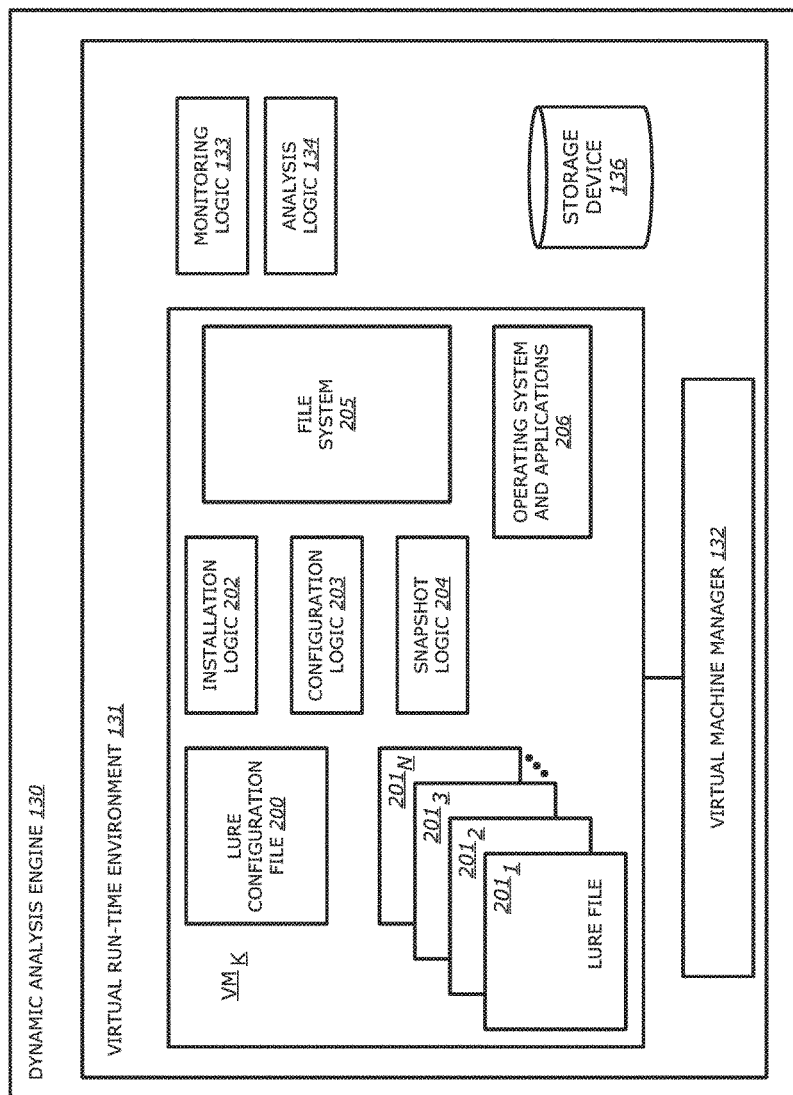 DYNAMIC ANALYSIS ENGINE 130
VIRTUAL RUN-TIME ENVIRONMENT 131
VM K
LURE
CONFIGURATION
FILE 200
INSTALLATION
LOGIC 202
CONFIGURATION
LOGIC 203
SNAPSHOT
LOGIC 204
FILE
SYSTEM
205
MONITORING
LOGIC 133
ANALYSIS
LOGIC 134
201 N
201 3
201 2
201 1
LURE FILE
OPERATING SYSTEM
AND APPLICATIONS
206
STORAGE
DEVICE
136
VIRTUAL MACHINE MANAGER 132